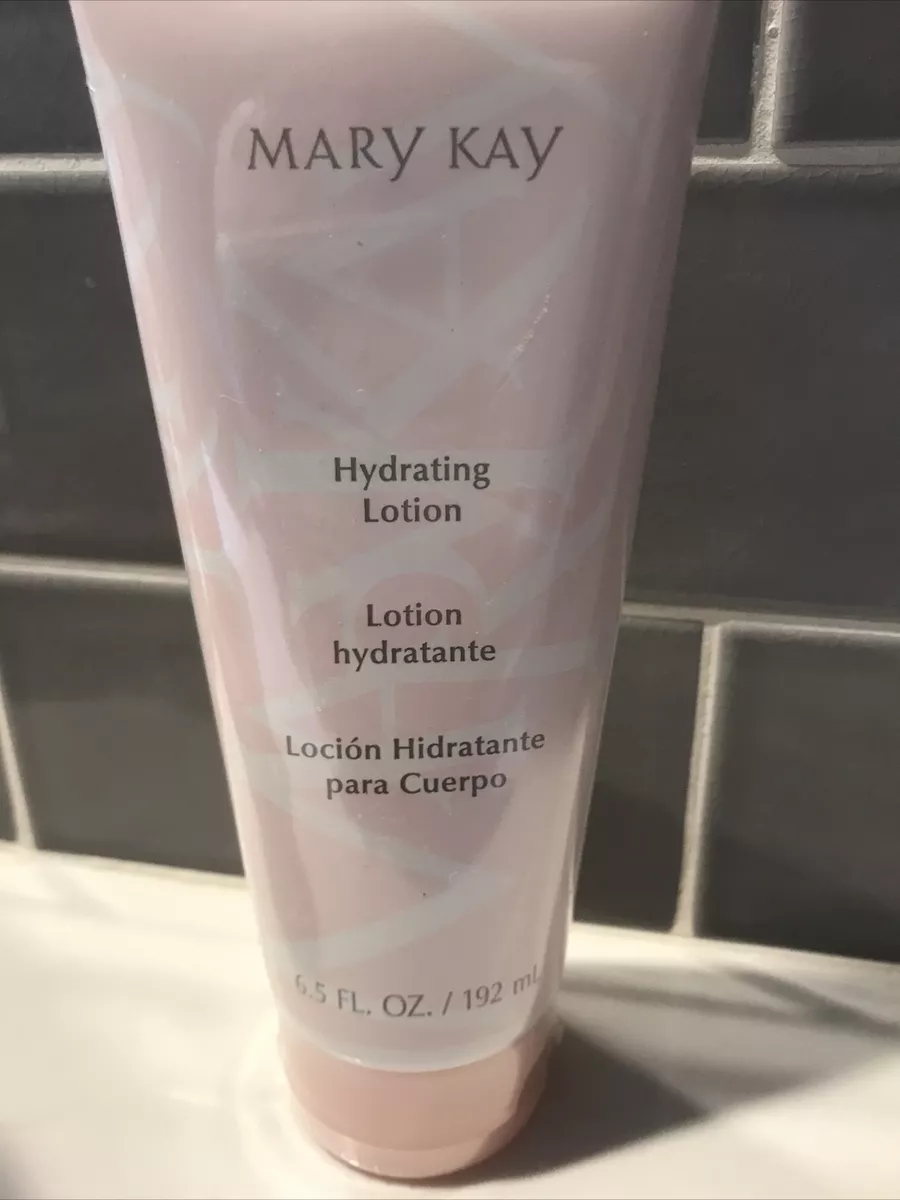 MARY KAY
Hydrating
Lotion
Lotion
hydratante
Loción Hidratante
para Cuerpo
6.5 FL. OZ. / 192 mL